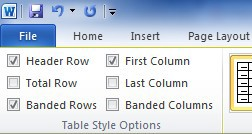 W
File Home Insert Page Layout
Header Row First Column
Total Row Last Column
Banded Rows Banded Columns
Table Style Options